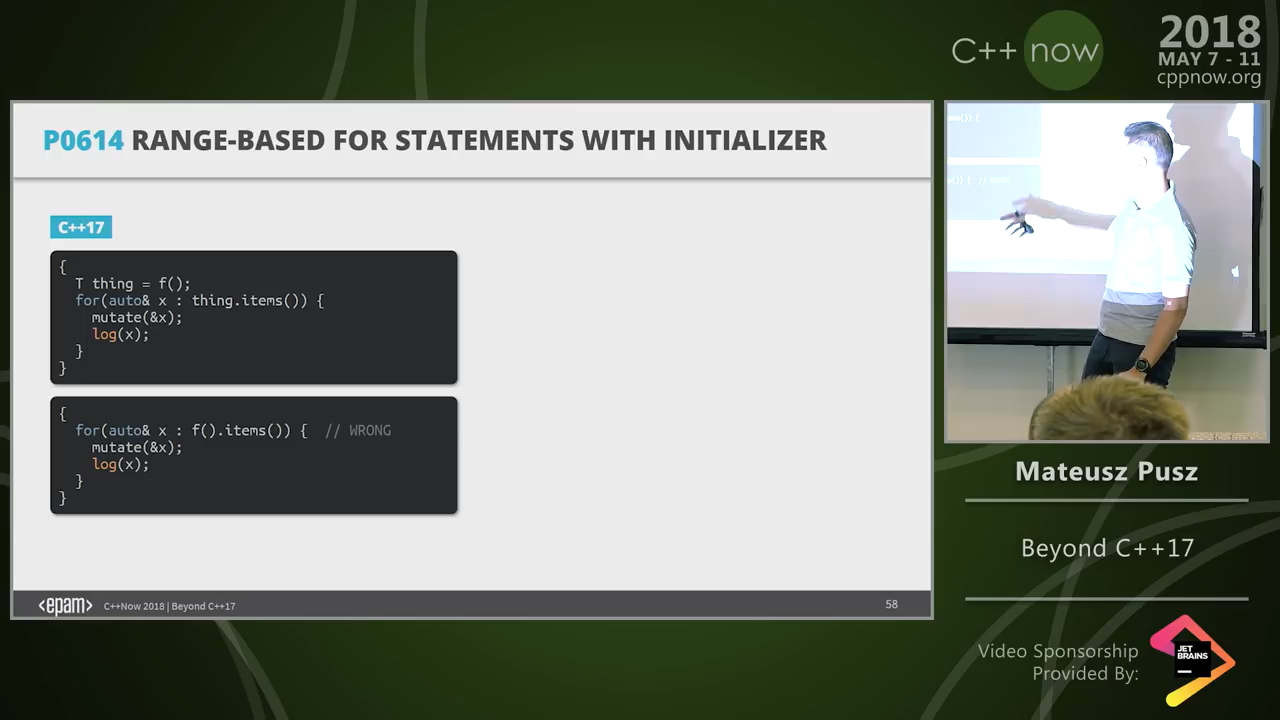 C++ now
2018
MAY 7 - 11
cppnow.org
P0614 RANGE-BASED FOR STATEMENTS WITH INITIALIZER
C++17
{
  T thing = f();
  for(auto& x : thing.items()) {
    mutate(&x);
    log(x);
  }
}
{
  for(auto& x : f().items()) {  // WRONG
    mutate(&x);
    log(x);
  }
}
<epam> C++Now 2018 | Beyond C++17
58
Mateusz Pusz
Beyond C++17
Video Sponsorship
Provided By:
JET
BRAINS